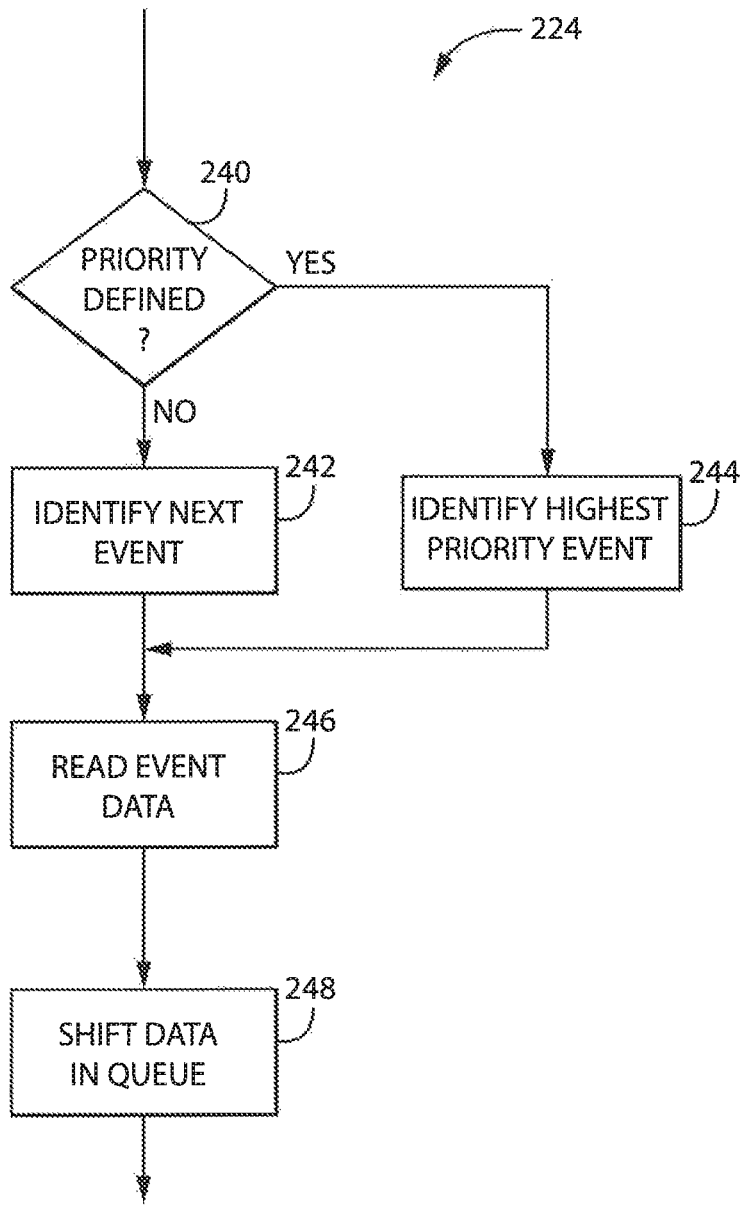 224
240
PRIORITY
DEFINED
?
YES
NO
242
IDENTIFY NEXT
EVENT
244
IDENTIFY HIGHEST
PRIORITY EVENT
246
READ EVENT
DATA
248
SHIFT DATA
IN QUEUE